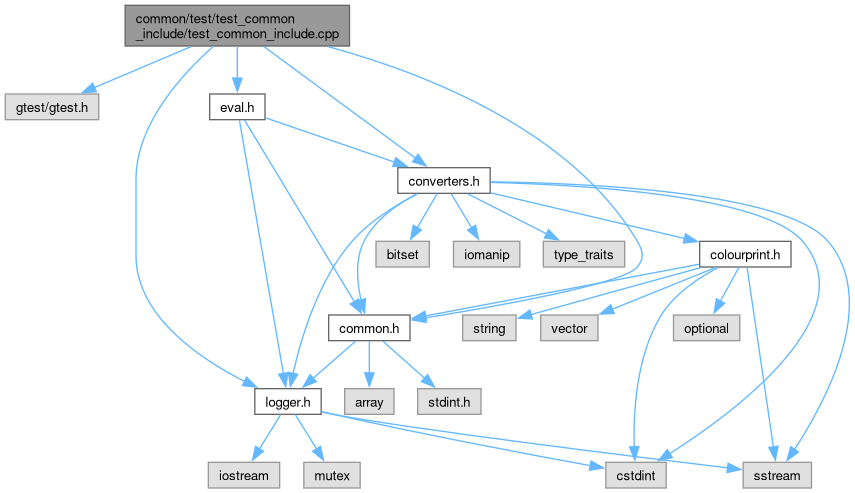 common/test/test_common
_include/test_common_include.cpp
gtest/gtest.h
eval.h
converters.h
bitset
iomanip
type_traits
colourprint.h
common.h
string
vector
optional
logger.h
array
stdint.h
iostream
mutex
cstdint
sstream